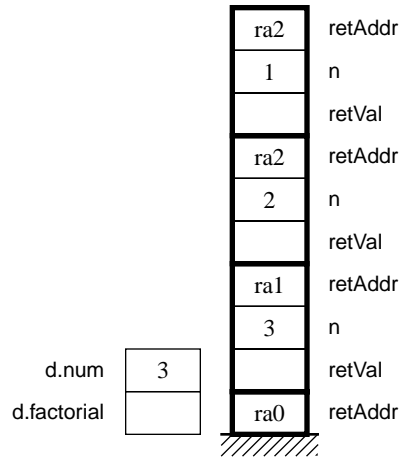 ra2 retAddr
1 n
retVal
ra2 retAddr
2 n
retVal
ra1 retAddr
3 n
d.num 3 retVal
d.factorial ra0 retAddr